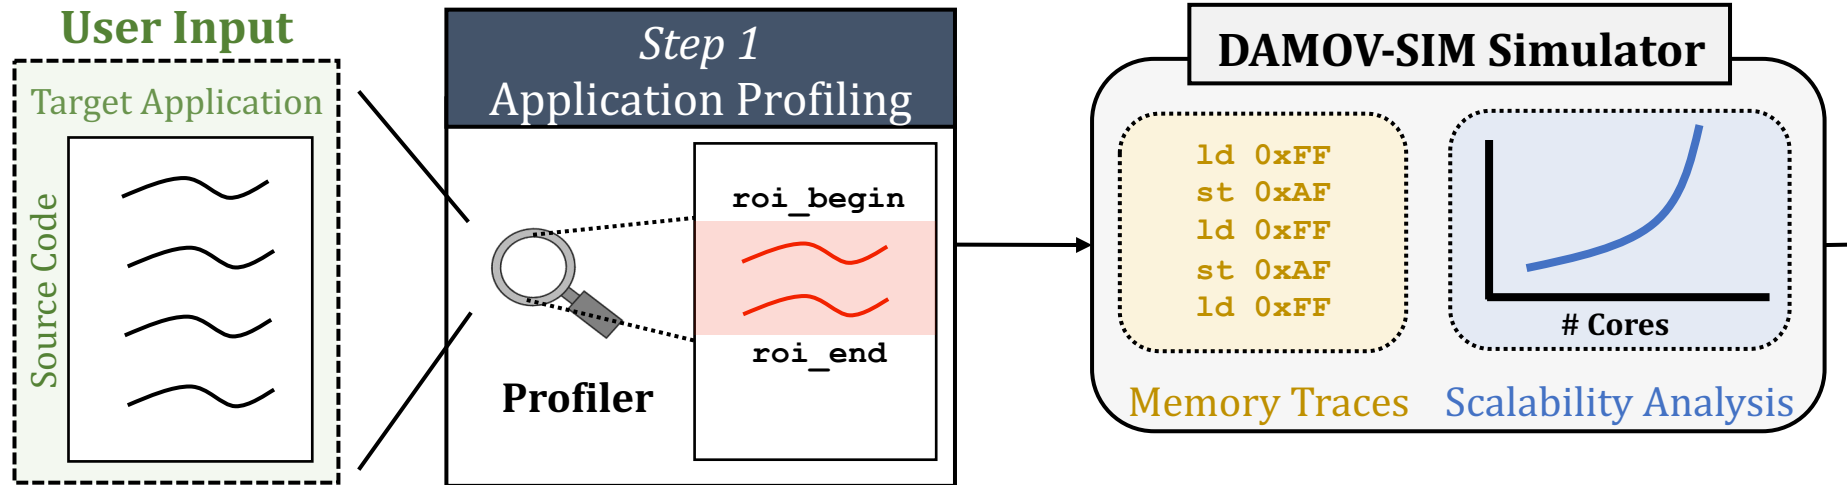 User Input
Target Application
Source Code
Step 1
Application Profiling
roi_begin
roi_end
Profiler
DAMOV-SIM Simulator
ld 0xFF
st 0xAF
ld 0xFF
st 0xAF
ld 0xFF
Memory Traces
# Cores
Scalability Analysis